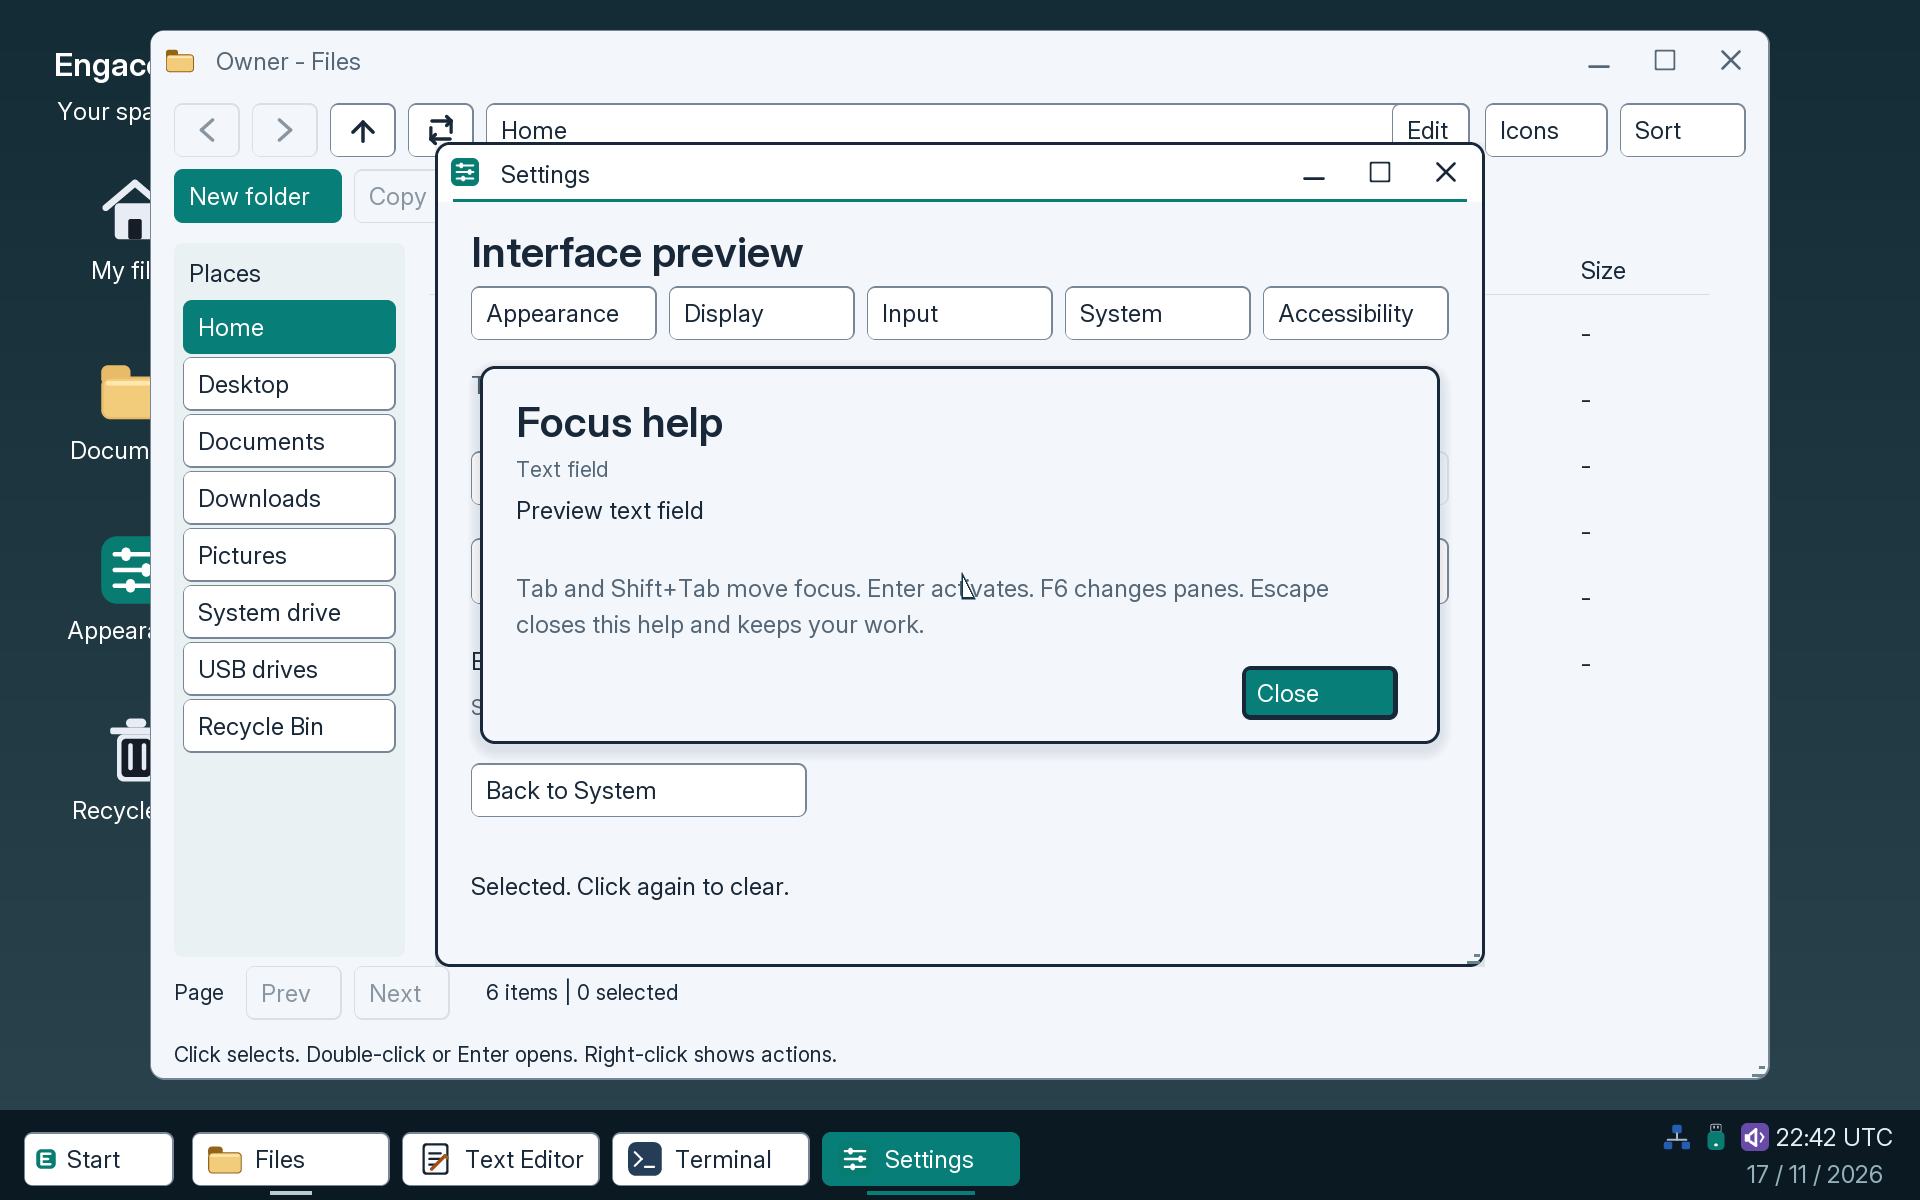 Engac
Your spa
My fil
Docum
Appeara
Recycle
Owner - Files
Home
Edit
Icons
Sort
New folder
Copy
Places
Home
Desktop
Documents
Downloads
Pictures
System drive
USB drives
Recycle Bin
Size
-
-
-
-
-
-
Settings
Interface preview
Appearance
Display
Input
System
Accessibility
Focus help
Text field
Preview text field
Tab and Shift+Tab move focus. Enter activates. F6 changes panes. Escape
closes this help and keeps your work.
Close
Back to System
Selected. Click again to clear.
Page
Prev
Next
6 items | 0 selected
Click selects. Double-click or Enter opens. Right-click shows actions.
Start
Files
Text Editor
Terminal
Settings
22:42 UTC
17 / 11 / 2026